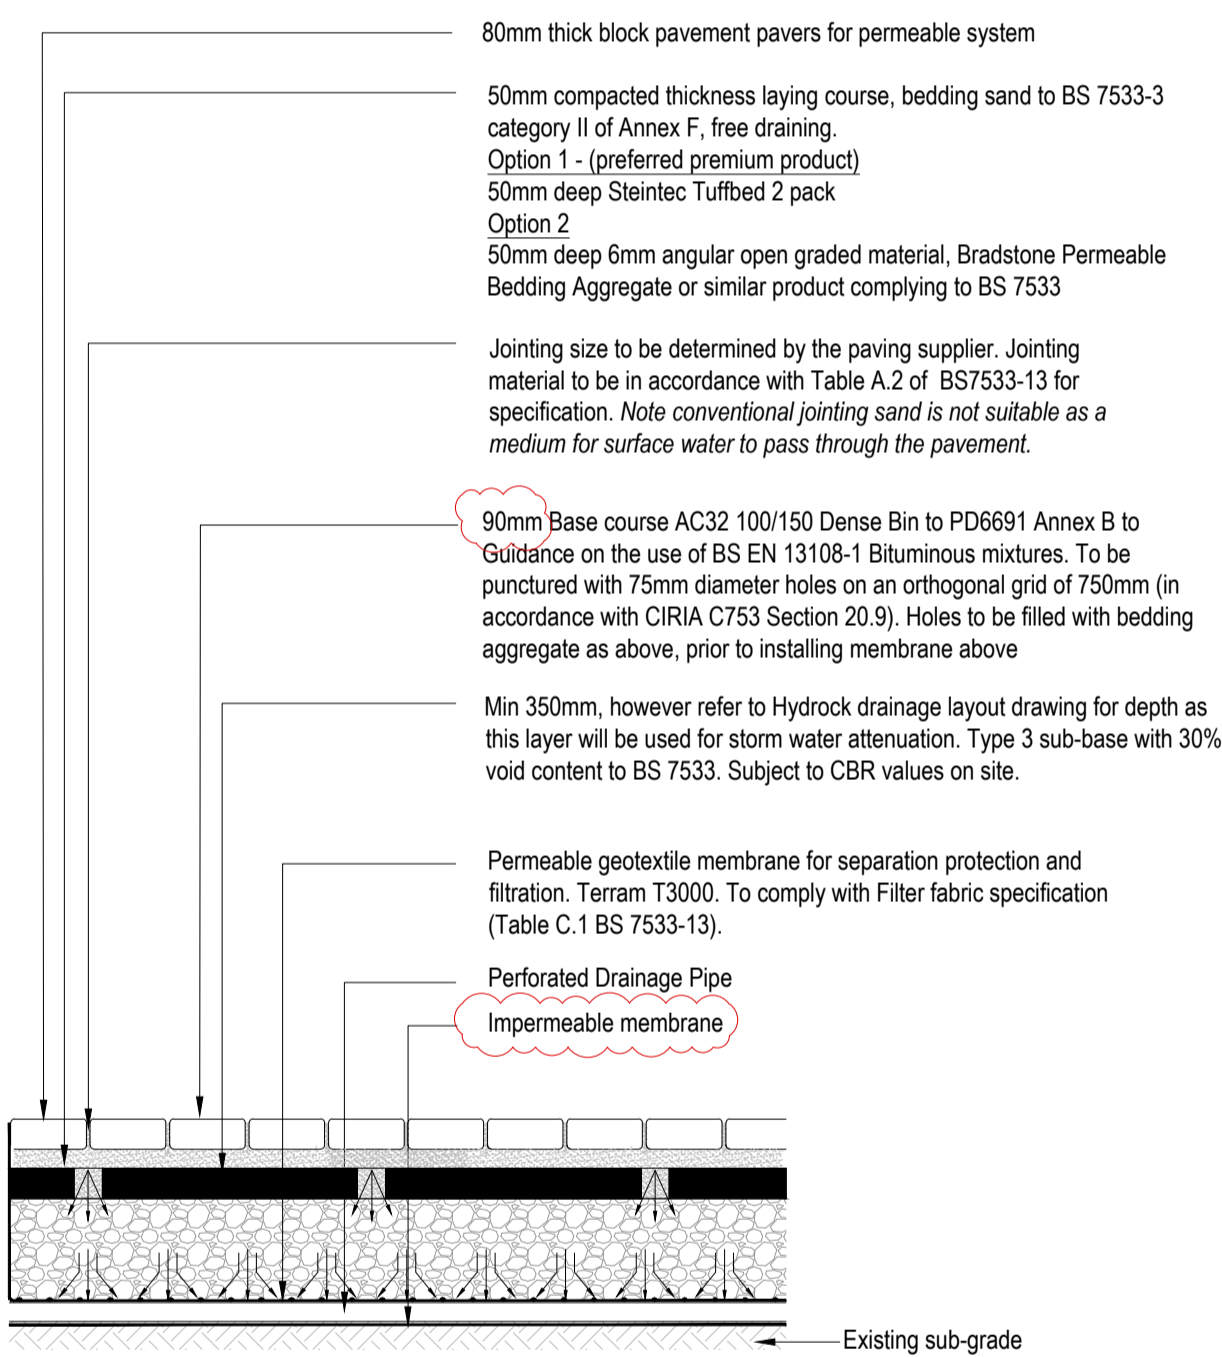 80mm thick block pavement pavers for permeable system
50mm compacted thickness laying course, bedding sand to BS 7533-3
category II of Annex F, free draining.
Option 1 - (preferred premium product)
50mm deep Steintec Tuffbed 2 pack
Option 2
50mm deep 6mm angular open graded material, Bradstone Permeable
Bedding Aggregate or similar product complying to BS 7533
Jointing size to be determined by the paving supplier. Jointing
material to be in accordance with Table A.2 of BS7533-13 for
specification. Note conventional jointing sand is not suitable as a
medium for surface water to pass through the pavement.
90mm Base course AC32 100/150 Dense Bin to PD6691 Annex B to
Guidance on the use of BS EN 13108-1 Bituminous mixtures. To be
punctured with 75mm diameter holes on an orthogonal grid of 750mm (in
accordance with CIRIA C753 Section 20.9). Holes to be filled with bedding
aggregate as above, prior to installing membrane above
Min 350mm, however refer to Hydrock drainage layout drawing for depth as
this layer will be used for storm water attenuation. Type 3 sub-base with 30%
void content to BS 7533. Subject to CBR values on site.
Permeable geotextile membrane for separation protection and
filtration. Terram T3000. To comply with Filter fabric specification
(Table C.1 BS 7533-13).
Perforated Drainage Pipe
Impermeable membrane
Existing sub-grade